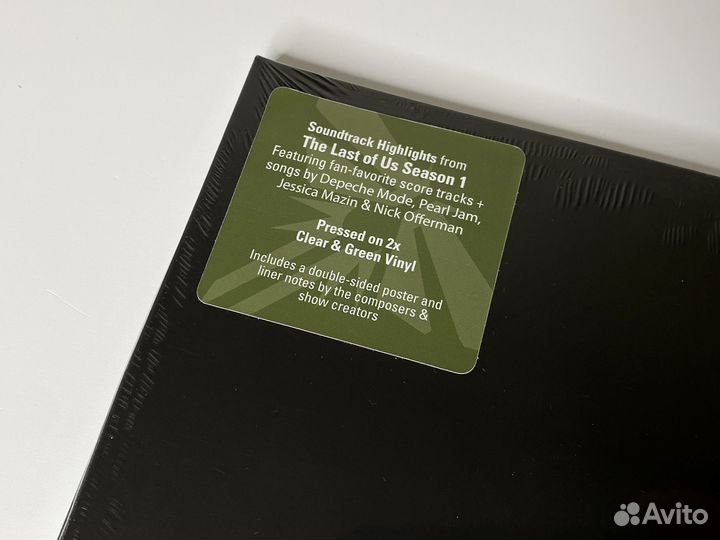 Soundtrack Highlights from
The Last of Us Season 1
Featuring fan-favorite score tracks +
songs by Depeche Mode, Pearl Jam,
Jessica Mazin & Nick Offerman
Pressed on 2x
Clear & Green Vinyl
Includes a double-sided poster and
liner notes by the composers &
show creators
Avito